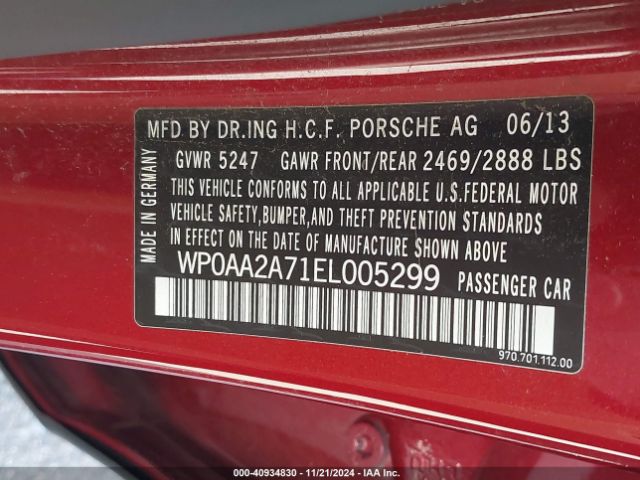 MFD BY DR.ING H.C.F. PORSCHE AG 06/13
GVWR 5247 GAWR FRONT/REAR 2469/2888 LBS
THIS VEHICLE CONFORMS TO ALL APPLICABLE U.S.FEDERAL MOTOR
VEHICLE SAFETY,BUMPER,AND THEFT PREVENTION STANDARDS
IN EFFECT ON THE DATE OF MANUFACTURE SHOWN ABOVE.
MADE IN GERMANY
WP0AA2A71EL005299 PASSENGER CAR
970.701.112.00
00-40934830 - 11/21/2024 - IAA Inc.